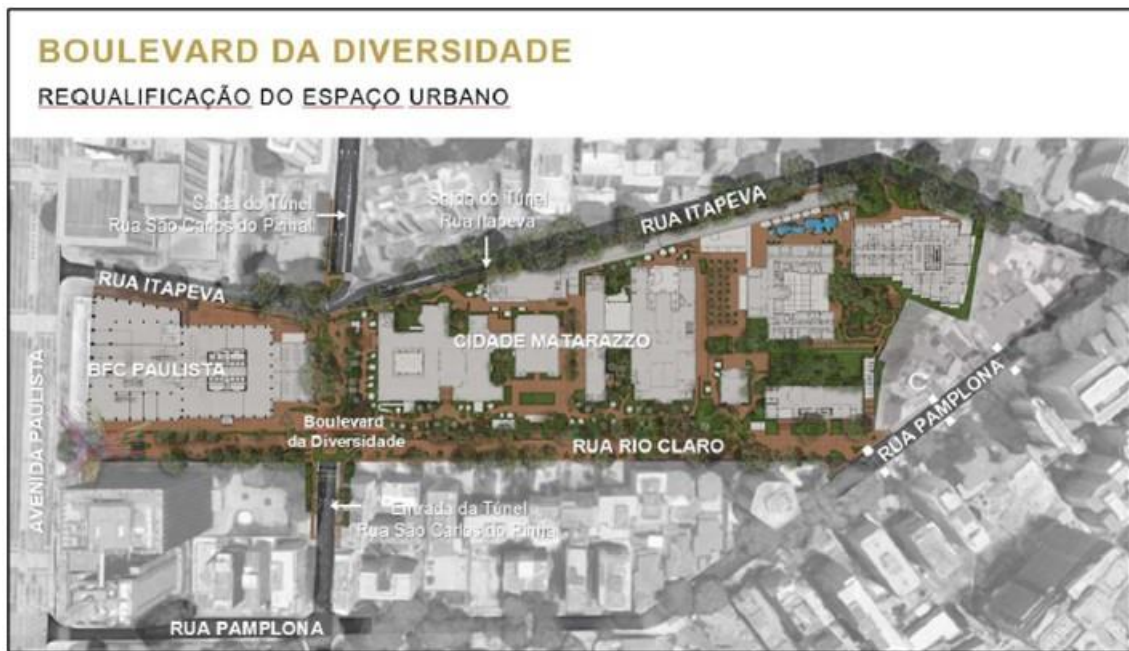 BOULEVARD DA DIVERSIDADE
REQUALIFICAÇÃO DO ESPAÇO URBANO
Saída do Túnel
Rua São Carlos do Pinhal
Saída do Túnel
Rua Itapeva
RUA ITAPEVA
RUA ITAPEVA
BFC PAULISTA
CIDADE MATARAZZO
AVENIDA PAULISTA
Boulevard
da Diversidade
RUA RIO CLARO
RUA PAMPLONA
Entrada da Túnel
Rua São Carlos do Pinhal
RUA PAMPLONA